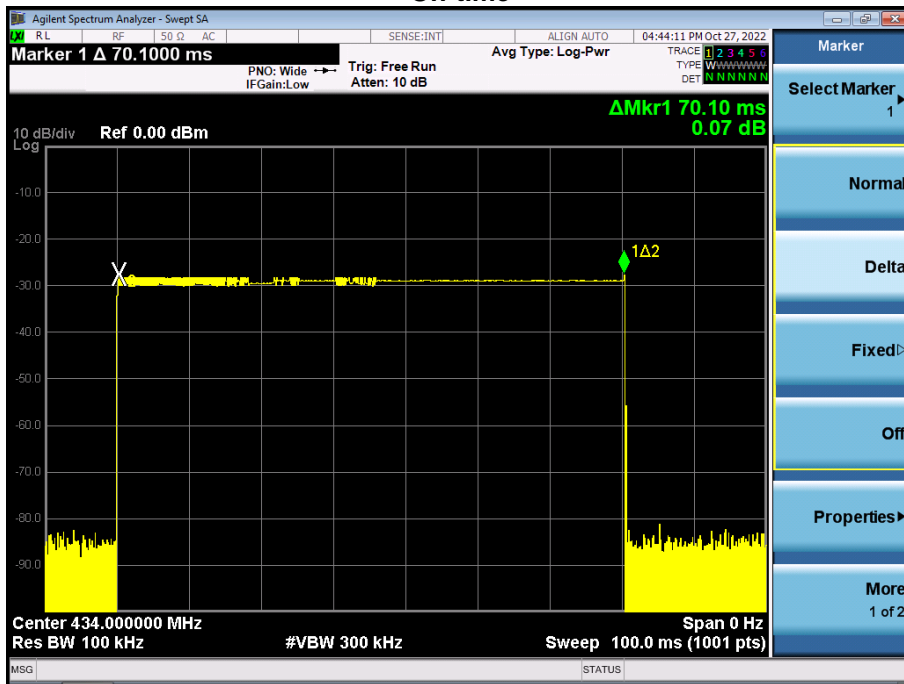 Agilent Spectrum Analyzer - Swept SA
LXI RL RF 50 Ω AC SENSE:INT ALIGN AUTO 04:44:11 PM Oct 27, 2022
Marker 1 Δ 70.1000 ms
PNO: Wide
IFGain:Low
Trig: Free Run
Atten: 10 dB
Avg Type: Log-Pwr
TRACE 1 2 3 4 5 6
TYPE WWWWWW
DET N N N N N N
ΔMkr1 70.10 ms
0.07 dB
10 dB/div Ref 0.00 dBm
Log
-10.0
-20.0
-30.0
-40.0
-50.0
-60.0
-70.0
-80.0
-90.0
X
2
1Δ2
Center 434.000000 MHz Span 0 Hz
Res BW 100 kHz #VBW 300 kHz Sweep 100.0 ms (1001 pts)
MSG STATUS
Marker
Select Marker
1
Normal
Delta
Fixed
Off
Properties
More
1 of 2